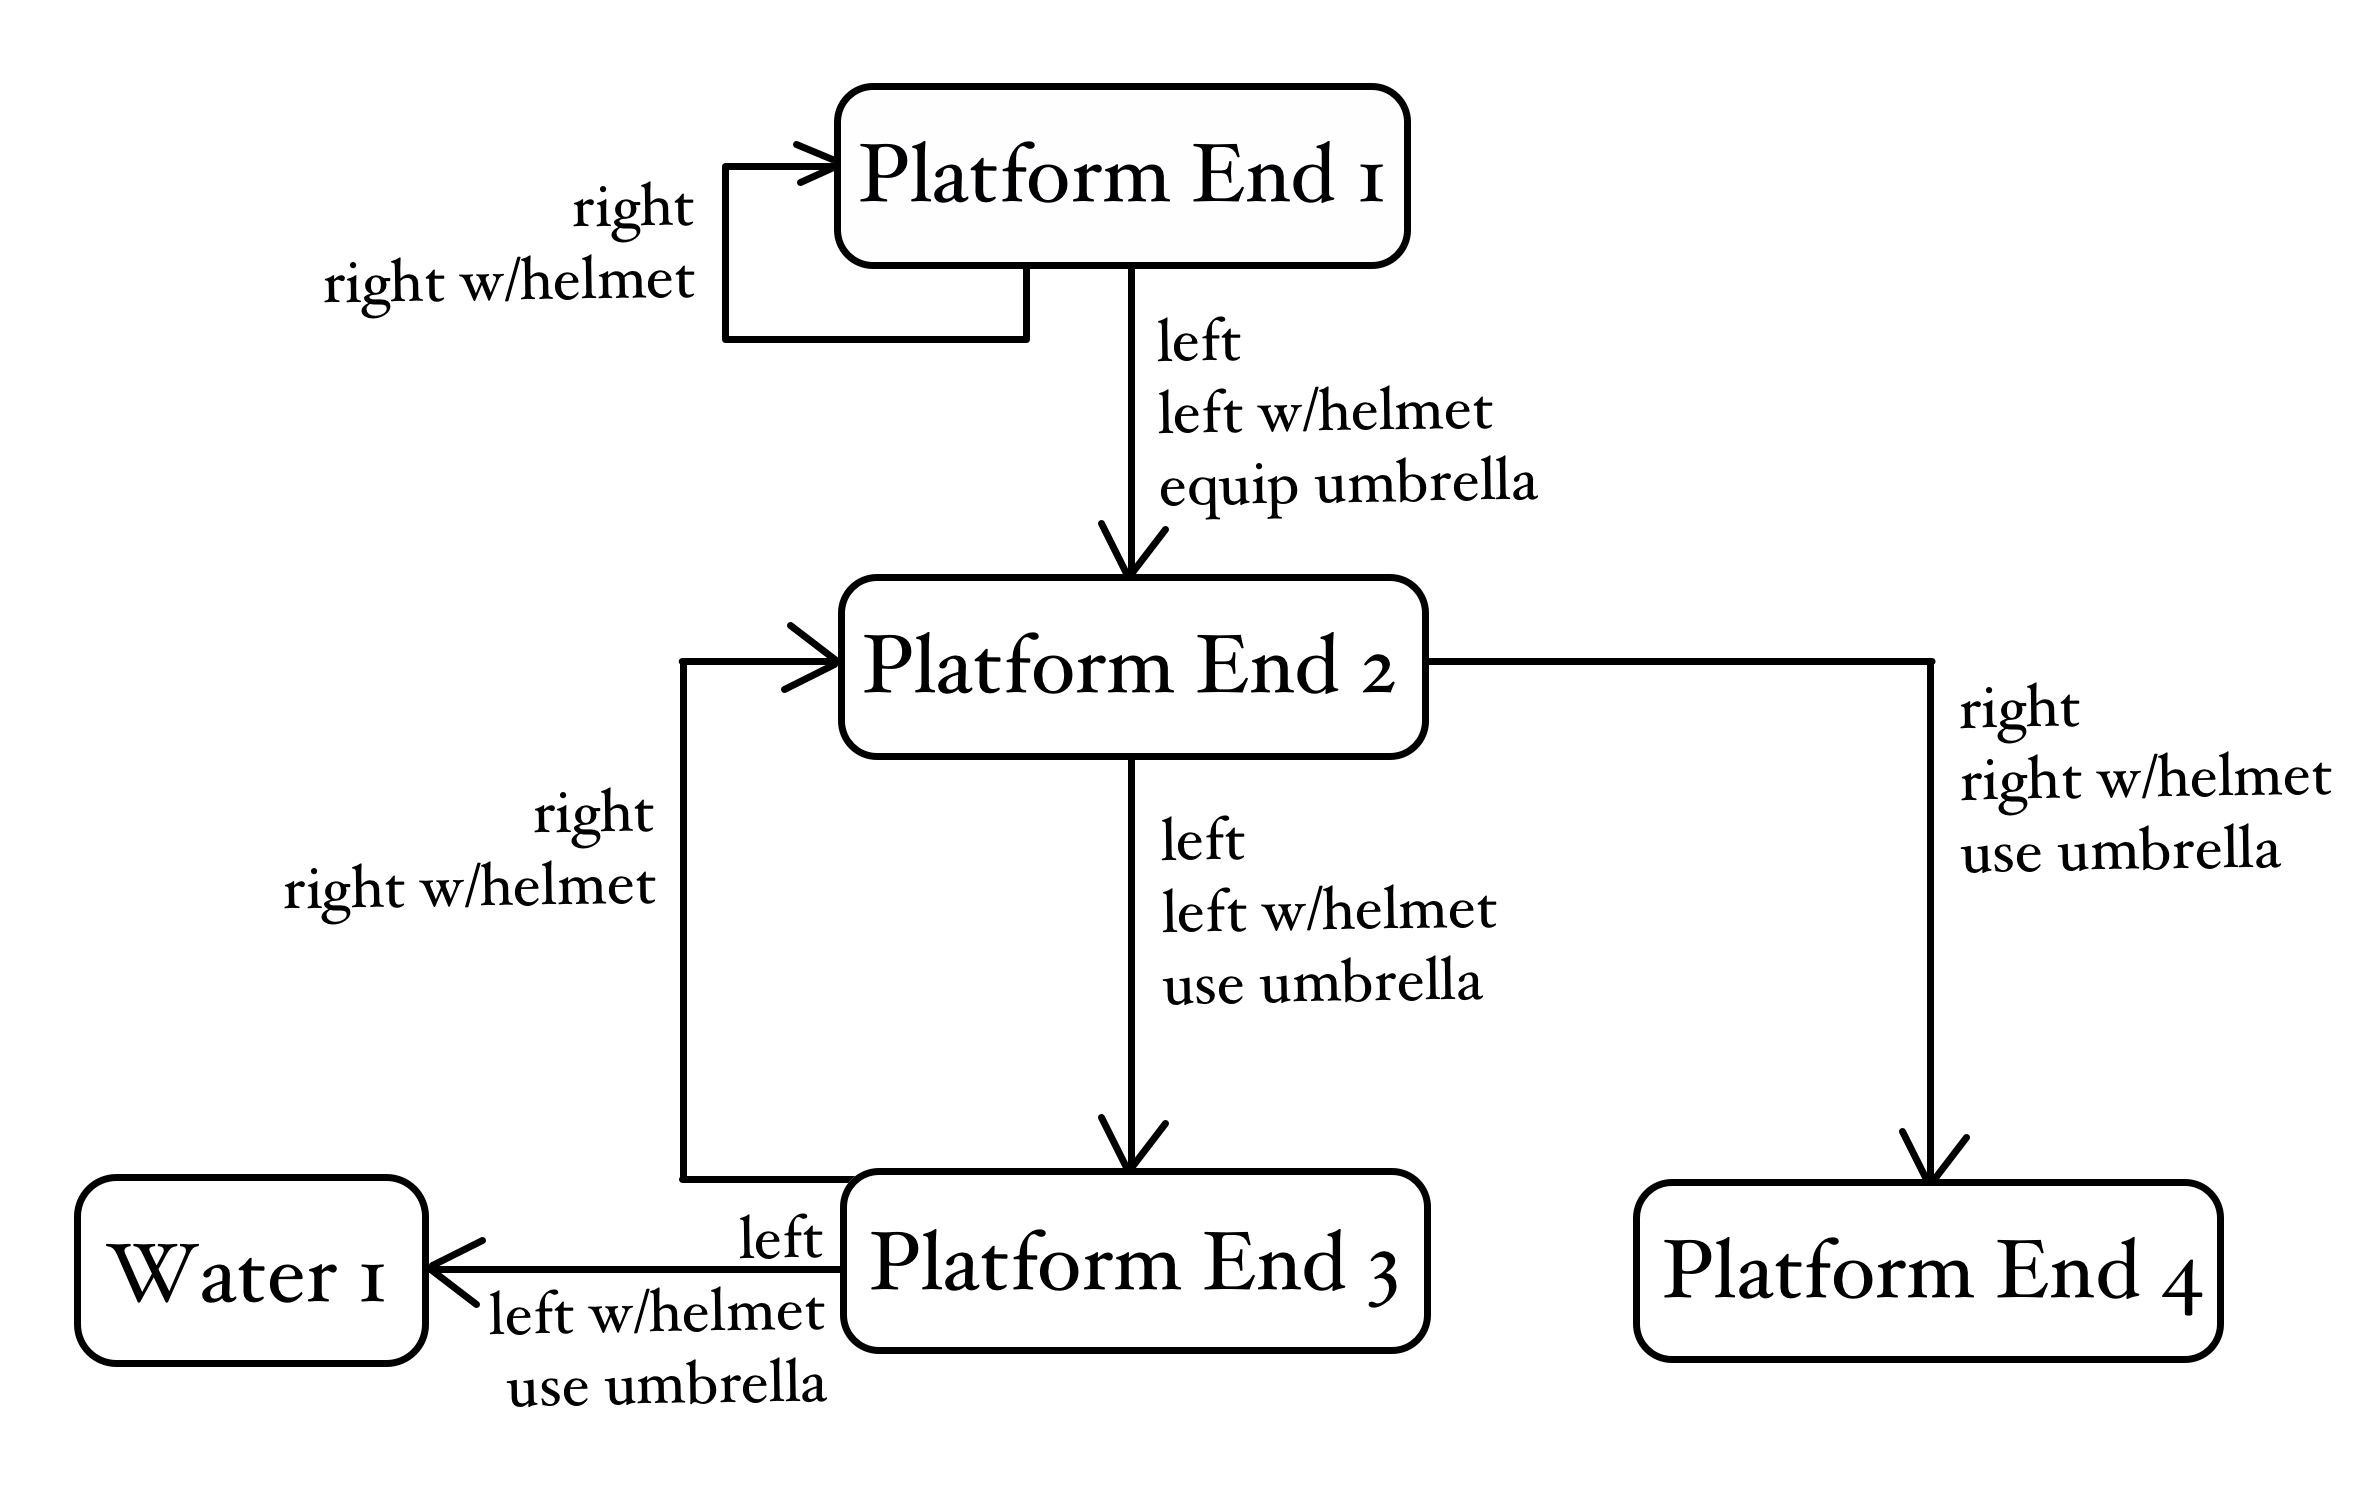 Platform End 1
right
right w/helmet
left
left w/helmet
equip umbrella
Platform End 2
right
right w/helmet
use umbrella
right
right w/helmet
left
left w/helmet
use umbrella
Water 1
left
left w/helmet
use umbrella
Platform End 3
Platform End 4